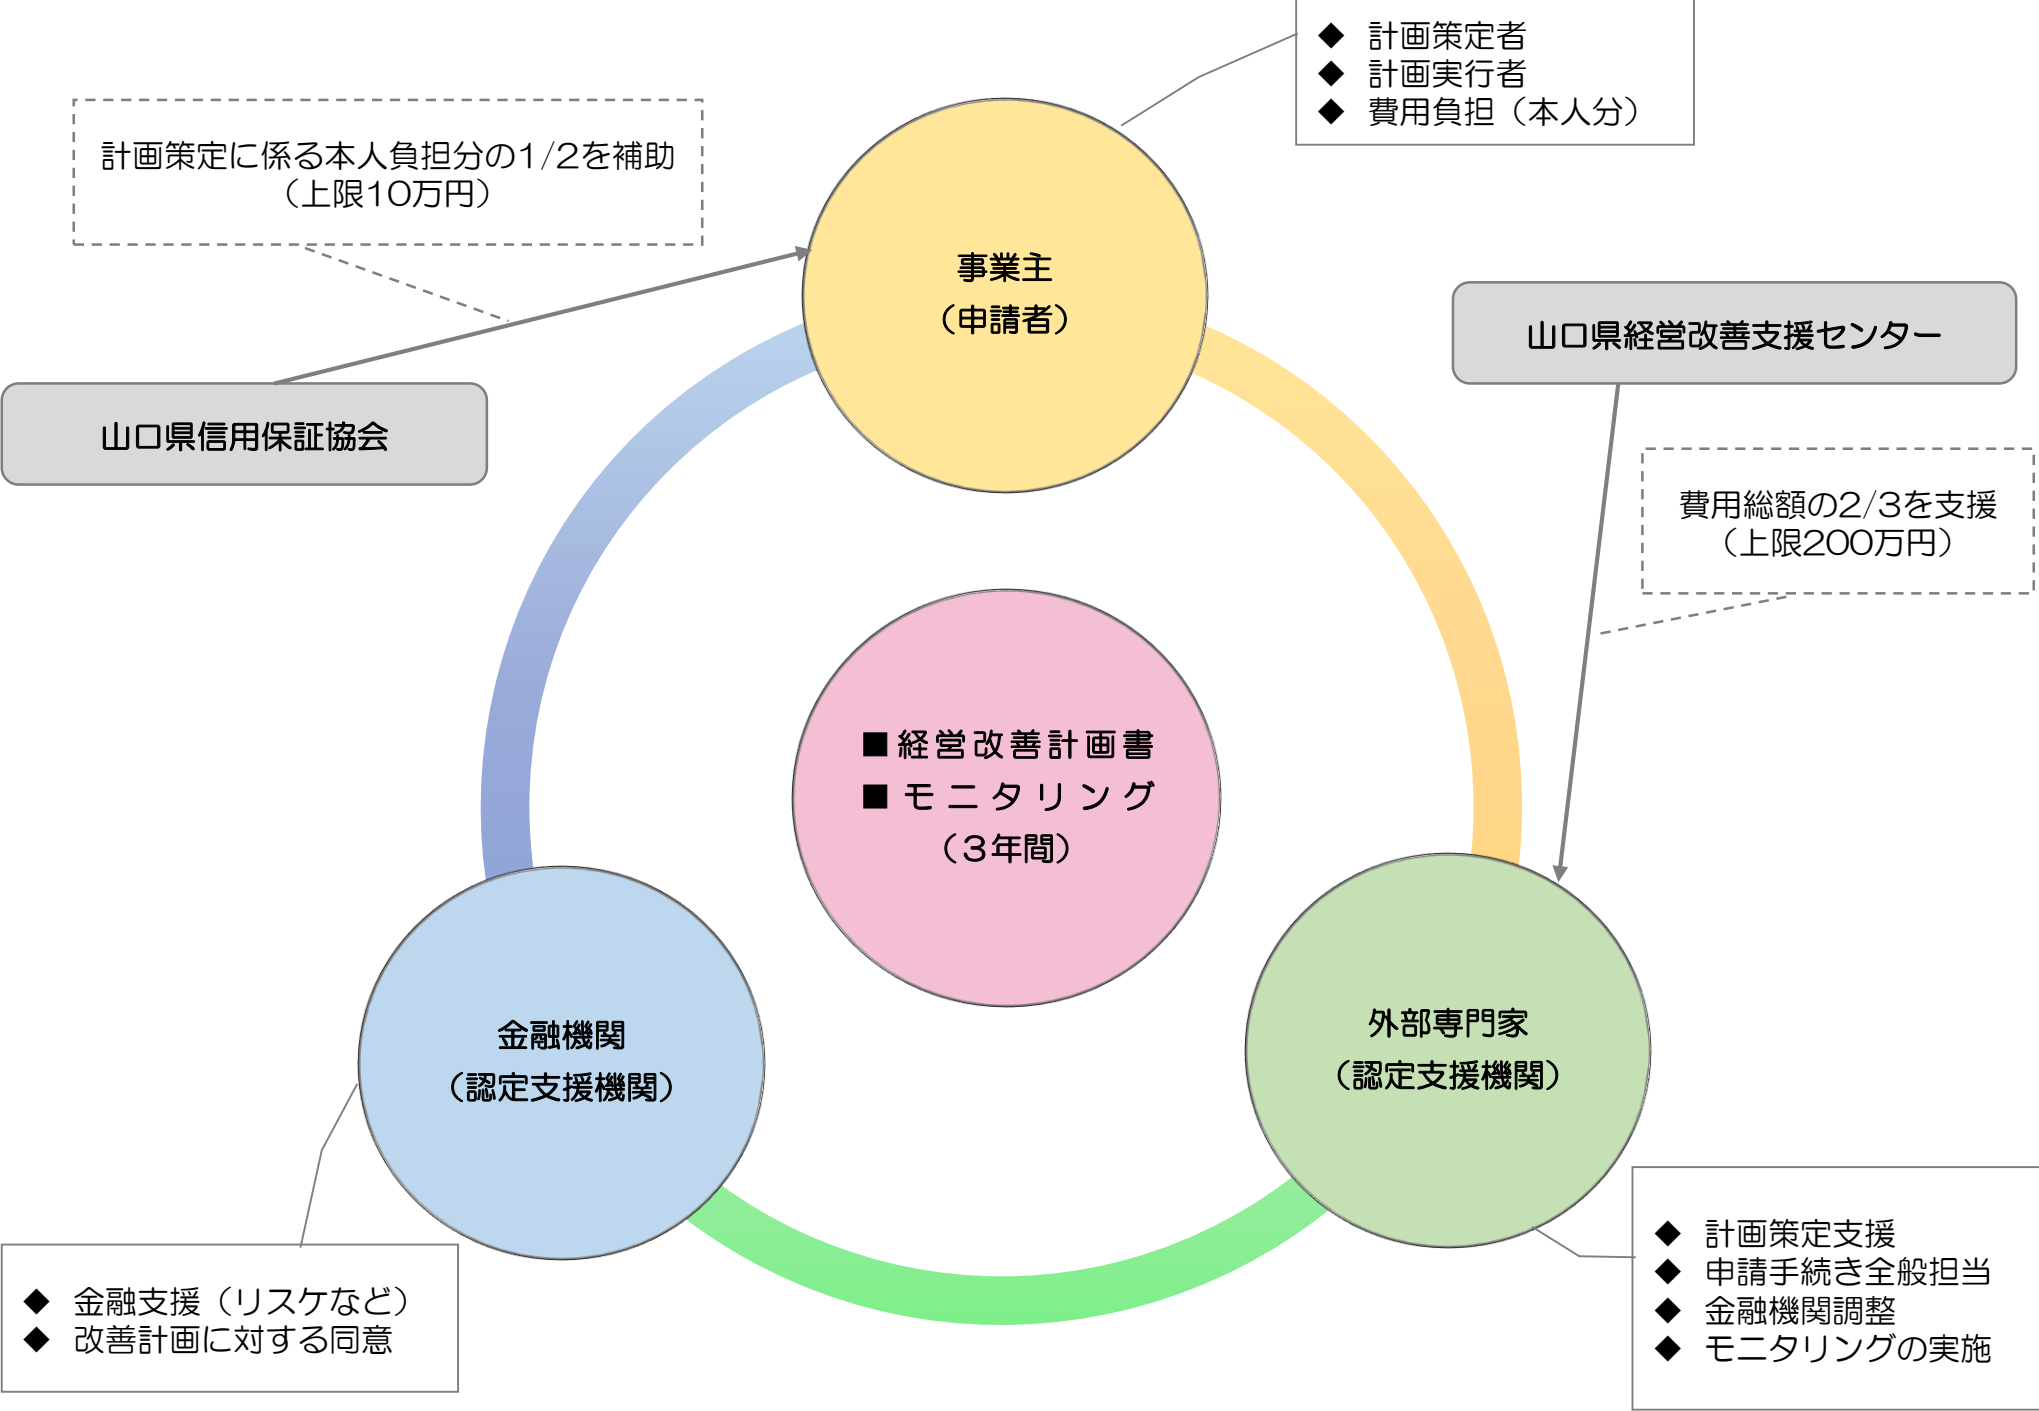 ◆ 計画策定者
◆ 計画実行者
◆ 費用負担（本人分）
計画策定に係る本人負担分の1/2を補助
（上限10万円）
事業主
（申請者）
山口県経営改善支援センター
山口県信用保証協会
費用総額の2/3を支援
（上限200万円）
■経営改善計画書
■モニタリング
（３年間）
金融機関
（認定支援機関）
外部専門家
（認定支援機関）
◆ 金融支援（リスケなど）
◆ 改善計画に対する同意
◆ 計画策定支援
◆ 申請手続き全般担当
◆ 金融機関調整
◆ モニタリングの実施